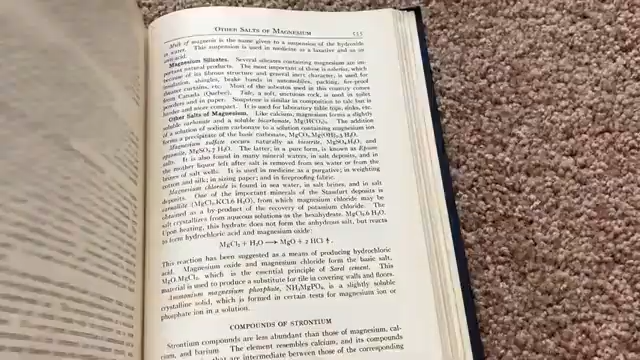 OTHER SALTS OF MAGNESIUM 535
Milk of magnesia is the name given to a suspension of the hydroxide
in water. This suspension is used in medicine as a laxative and as an
anti-acid.
Magnesium Silicates. Several silicates containing magnesium are im-
portant natural products. The most important of these is asbestos, which
because of its fibrous structure and general inert character, is used for
insulation, shingles, brake bands in automobiles, packing, fire-proof
theater curtains, etc. Most of the asbestos used in this country comes
from Canada (Quebec). Talc, a soft, unctuous rock, is used in toilet
powders and in paper. Soapstone is similar in composition to talc but is
harder and more compact. It is used for laboratory table tops, sinks, etc.
Other Salts of Magnesium. Like calcium, magnesium forms a slightly
soluble carbonate and a soluble bicarbonate, Mg(HCO₃)₂. The addition
of a solution of sodium carbonate to a solution containing magnesium ion
forms a precipitate of the basic carbonate, MgCO₃.Mg(OH)₂.3 H₂O.
Magnesium sulfate occurs naturally as kieserite, MgSO₄.H₂O; and
epsomite, MgSO₄.7 H₂O. The latter, in a pure form, is known as Epsom
salts. It is also found in many mineral waters, in salt deposits, and in
the mother liquor left after salt is removed from sea water or from the
brines of salt wells. It is used in medicine as a purgative; in weighting
cotton and silk; in sizing paper; and in fireproofing fabric.
Magnesium chloride is found in sea water, in salt brines, and in salt
deposits. One of the important minerals of the Stassfurt deposits is
carnallite (MgCl₂.KCl.6 H₂O), from which magnesium chloride may be
obtained as a by-product of the recovery of potassium chloride. The
salt crystallizes from aqueous solutions as the hexahydrate, MgCl₂.6 H₂O.
Upon heating, this hydrate does not form the anhydrous salt, but reacts
to form hydrochloric acid and magnesium oxide:
MgCl₂ + H₂O ⟶ MgO + 2 HCl ↑.
This reaction has been suggested as a means of producing hydrochloric
acid. Magnesium oxide and magnesium chloride form the basic salt,
MgO.MgCl₂, which is the essential principle of Sorel cement. This
material is used to produce a substitute for tile in covering walls and floors.
Ammonium magnesium phosphate, NH₄MgPO₄, is a slightly soluble
crystalline solid, which is formed in certain tests for magnesium ion or
phosphate ion in a solution.
COMPOUNDS OF STRONTIUM
Strontium compounds are less abundant than those of magnesium, cal-
cium, and barium. The element resembles calcium, and its compounds
that are intermediate between those of the corresponding